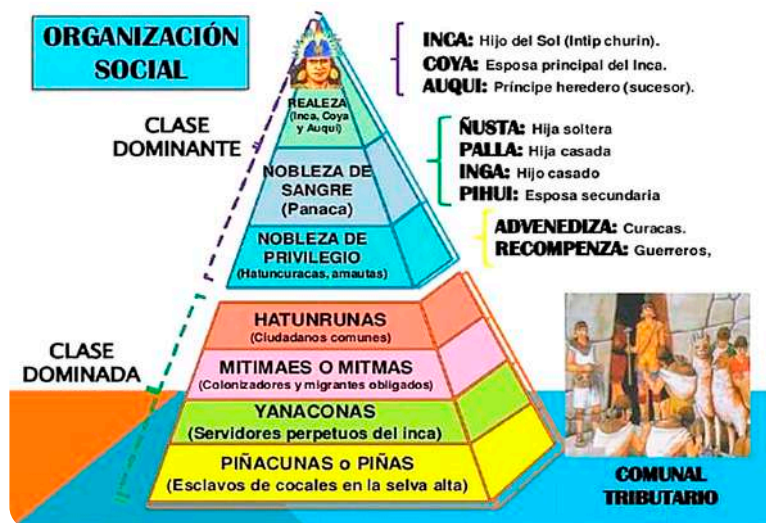 ORGANIZACIÓN
SOCIAL
INCA: Hijo del Sol (Intip churin).
COYA: Esposa principal del Inca.
AUQUI: Príncipe heredero (sucesor).
REALEZA
(Inca, Coya
y Auqui)
CLASE
DOMINANTE
ÑUSTA: Hija soltera
PALLA: Hija casada
INGA: Hijo casado
PIHUI: Esposa secundaria
NOBLEZA DE
SANGRE
(Panaca)
ADVENEDIZA: Curacas.
RECOMPENZA: Guerreros,
NOBLEZA DE
PRIVILEGIO
(Hatuncuracas, amautas)
HATUNRUNAS
(Ciudadanos comunes)
CLASE
DOMINADA
MITIMAES O MITMAS
(Colonizadores y migrantes obligados)
YANACONAS
(Servidores perpetuos del inca)
PIÑACUNAS o PIÑAS
(Esclavos de cocales en la selva alta)
COMUNAL
TRIBUTARIO